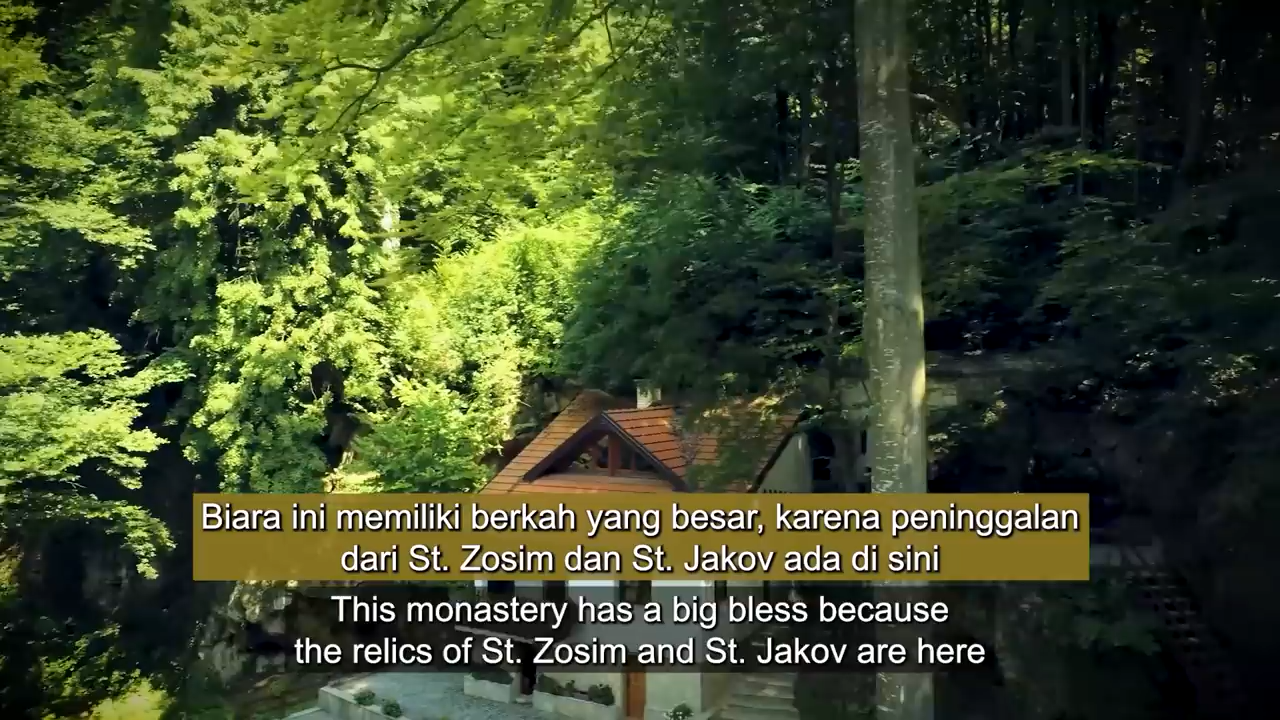 Biara ini memiliki berkah yang besar, karena peninggalan
dari St. Zosim dan St. Jakov ada di sini
This monastery has a big bless because
the relics of St. Zosim and St. Jakov are here